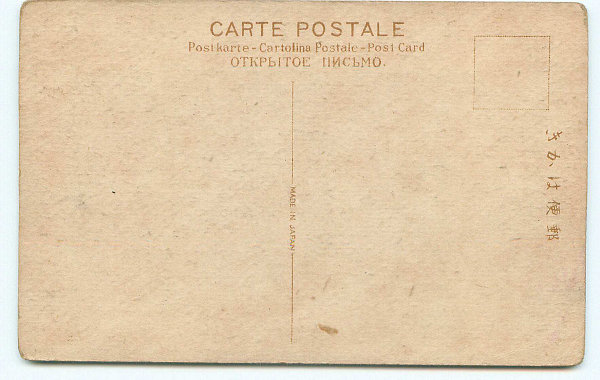 CARTE POSTALE
Postkarte - Cartolina Postale - Post Card
ОТКРЫТОЕ ПИСЬМО.
MADE IN JAPAN
郵便はかき